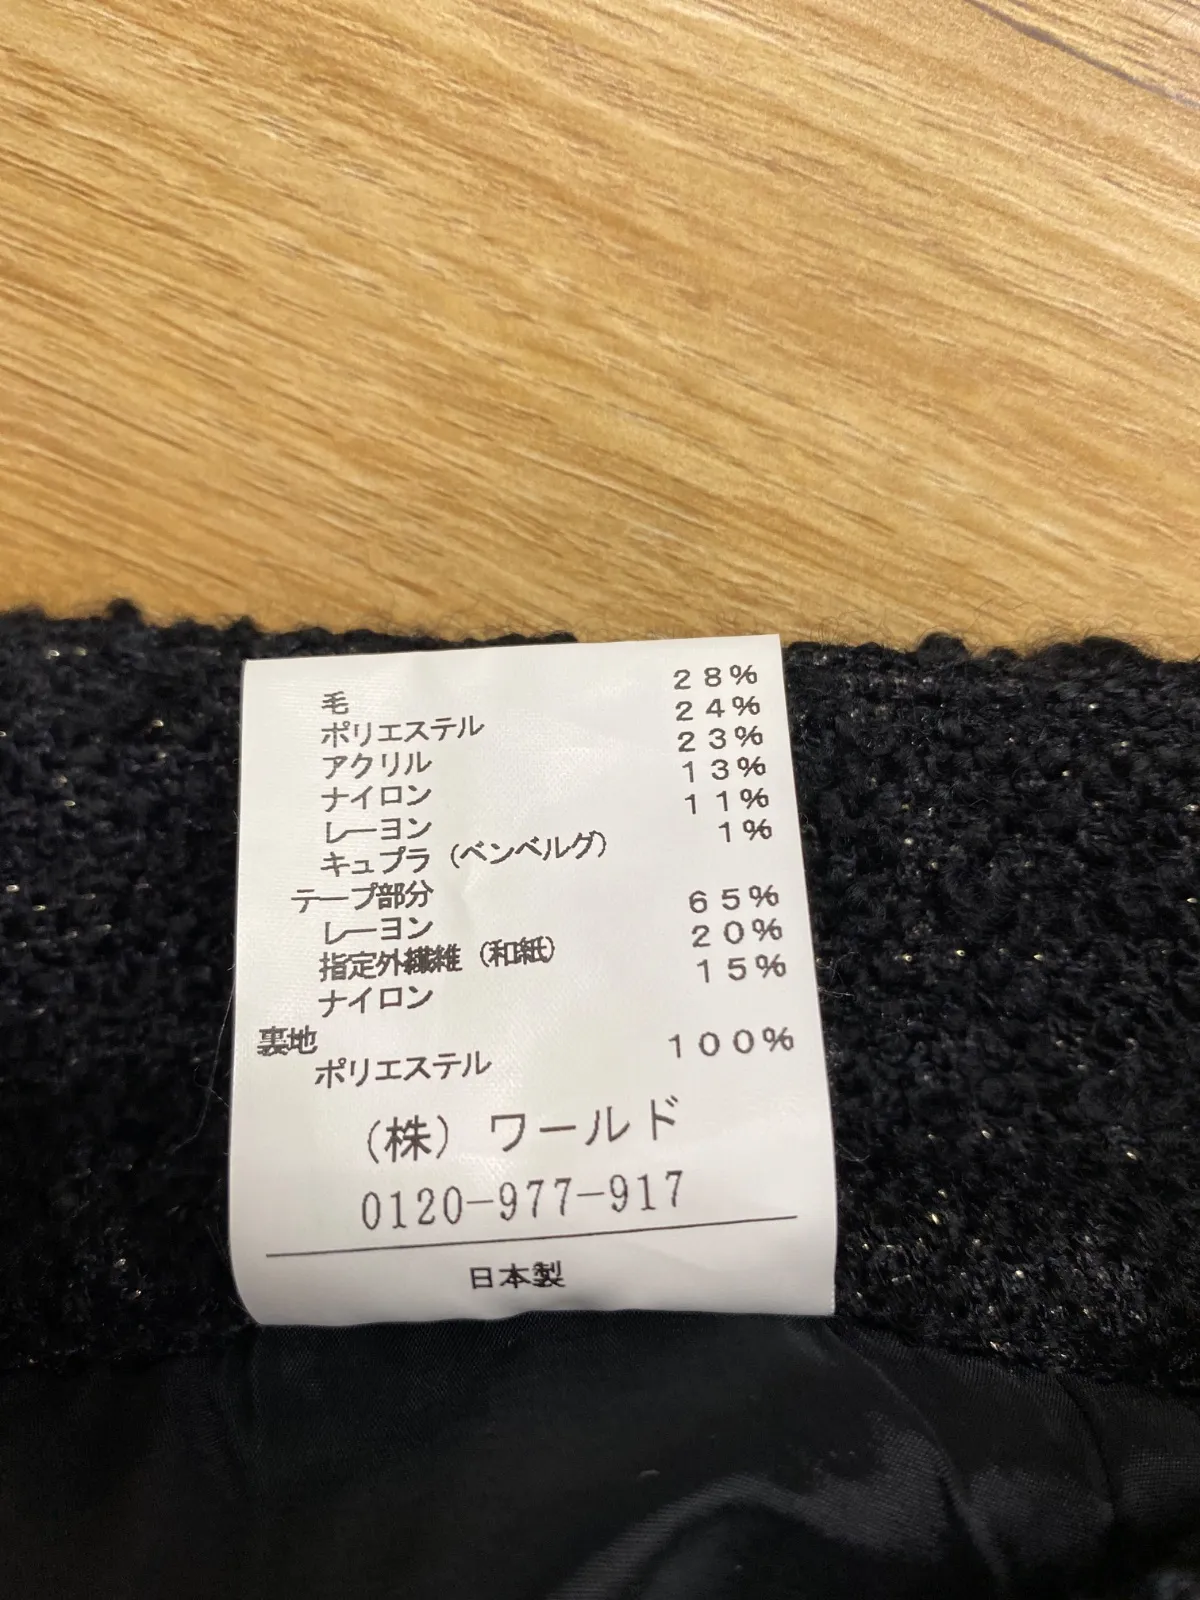 毛 28%
ポリエステル 24%
アクリル 23%
ナイロン 13%
レーヨン 11%
キュプラ（ベンベルグ） 1%
テープ部分
レーヨン 65%
指定外繊維（和紙） 20%
ナイロン 15%
裏地
ポリエステル 100%
（株）ワールド
0120-977-917
日本製